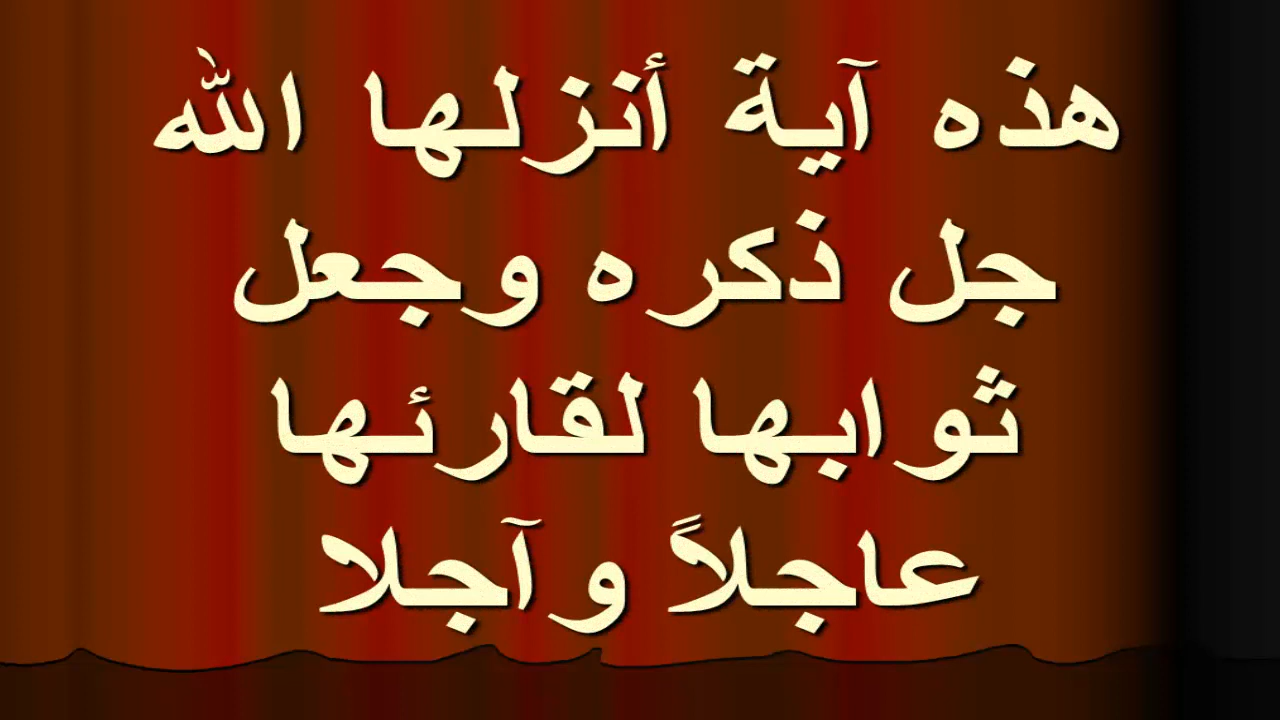 هذه آية أنزلها الله
جل ذكره وجعل
ثوابها لقارئها
عاجلاً وآجلا